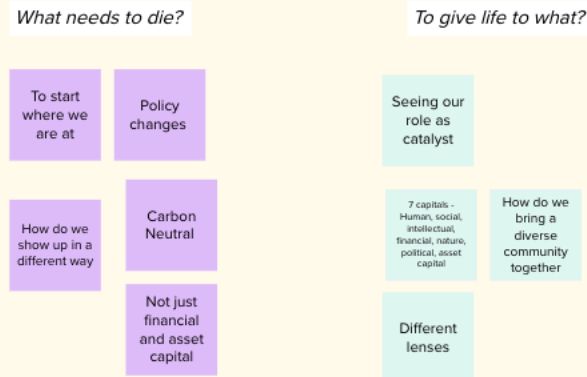 What needs to die?
To give life to what?
To start
where we
are at
Policy
changes
How do we
show up in a
different way
Carbon
Neutral
Not just
financial
and asset
capital
Seeing our
role as
catalyst
7 capitals -
Human, social,
intellectual,
financial, nature,
political, asset
capital
How do we
bring a
diverse
community
together
Different
lenses